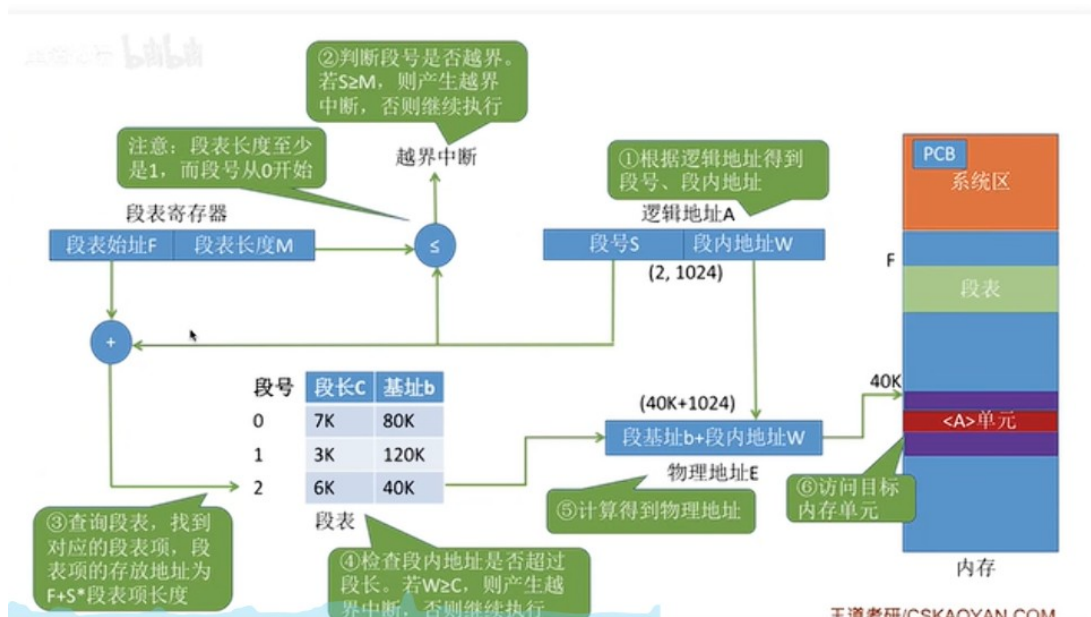 bilibili
②判断段号是否越界。
若S≥M，则产生越界
中断，否则继续执行
注意：段表长度至少
是1，而段号从0开始
越界中断
①根据逻辑地址得到
段号、段内地址
PCB
系统区
段表寄存器
逻辑地址A
段表始址F 段表长度M
≤
段号S 段内地址W
(2, 1024)
F
段表
+
40K
段号 段长C 基址b
0 7K 80K
1 3K 120K
2 6K 40K
段表
(40K+1024)
段基址b+段内地址W
物理地址E
<A>单元
⑤计算得到物理地址
⑥访问目标
内存单元
③查询段表，找到
对应的段表项，段
表项的存放地址为
F+S*段表项长度
④检查段内地址是否超过
段长。若W≥C，则产生越
界中断，否则继续执行
内存
王道考研/CSKAOYAN.COM